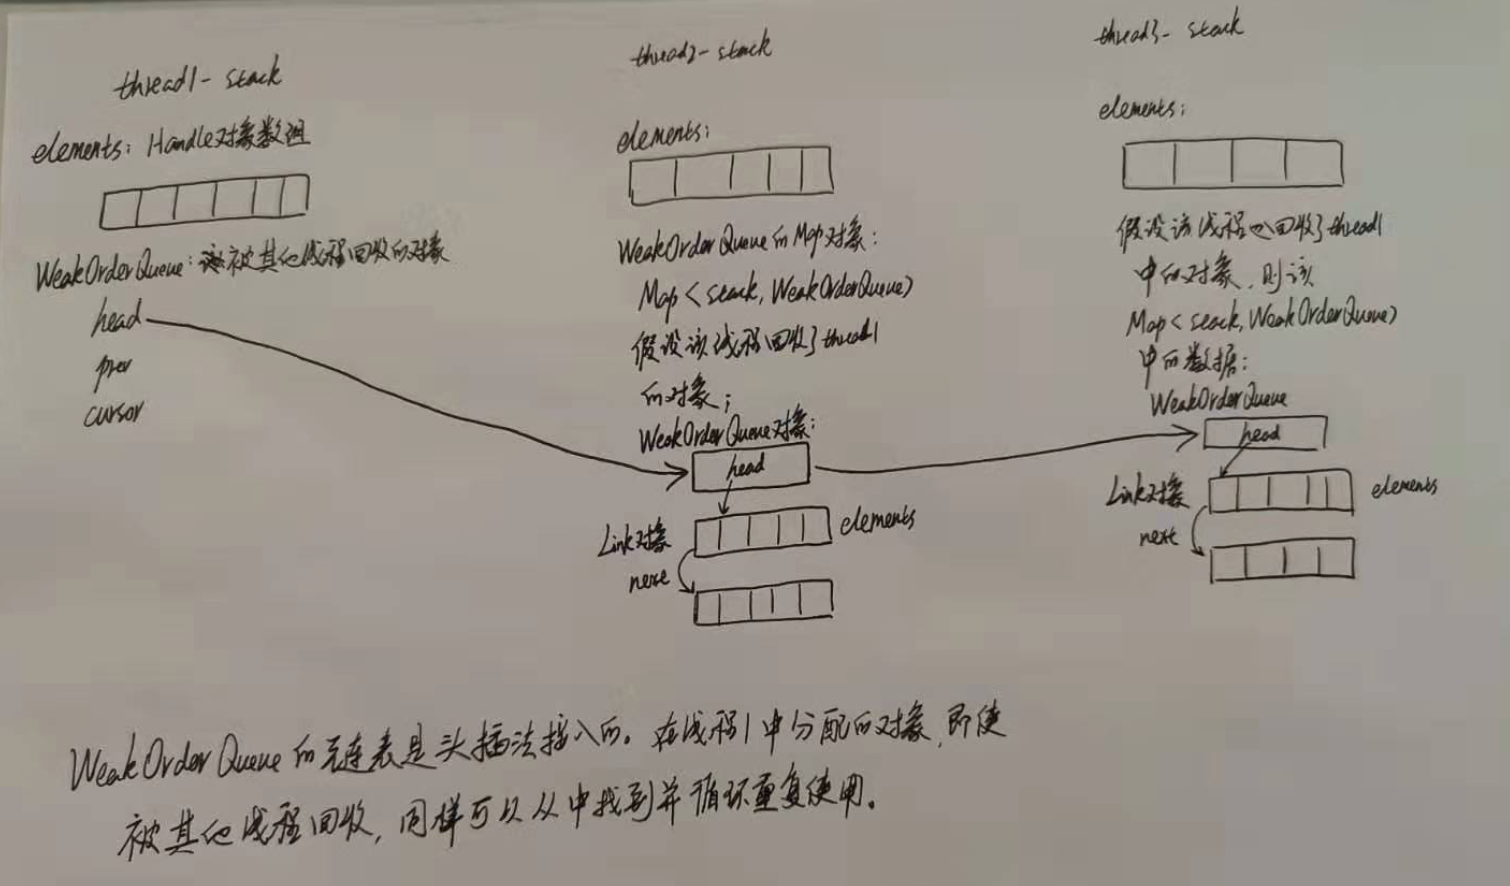 thread1- stack
elements: Handle对象数组
WeakOrderQueue: 被其他线程回收的对象
head
prev
cursor
thread2- stack
elements:
WeakOrderQueue的Map对象:
Map<stack, WeakOrderQueue>
假设该线程回收了thread1
的对象;
WeakOrderQueue对象:
head
Link对象
elements
next
thread3- stack
elements:
假设该线程也回收了thread1
中的对象,则该
Map<stack, WeakOrderQueue>
中的数据:
WeakOrderQueue
head
Link对象
elements
next
WeakOrderQueue的链表是头插法插入的。在线程1中分配的对象,即使
被其他线程回收,同样可以从中找到并循环重复使用。